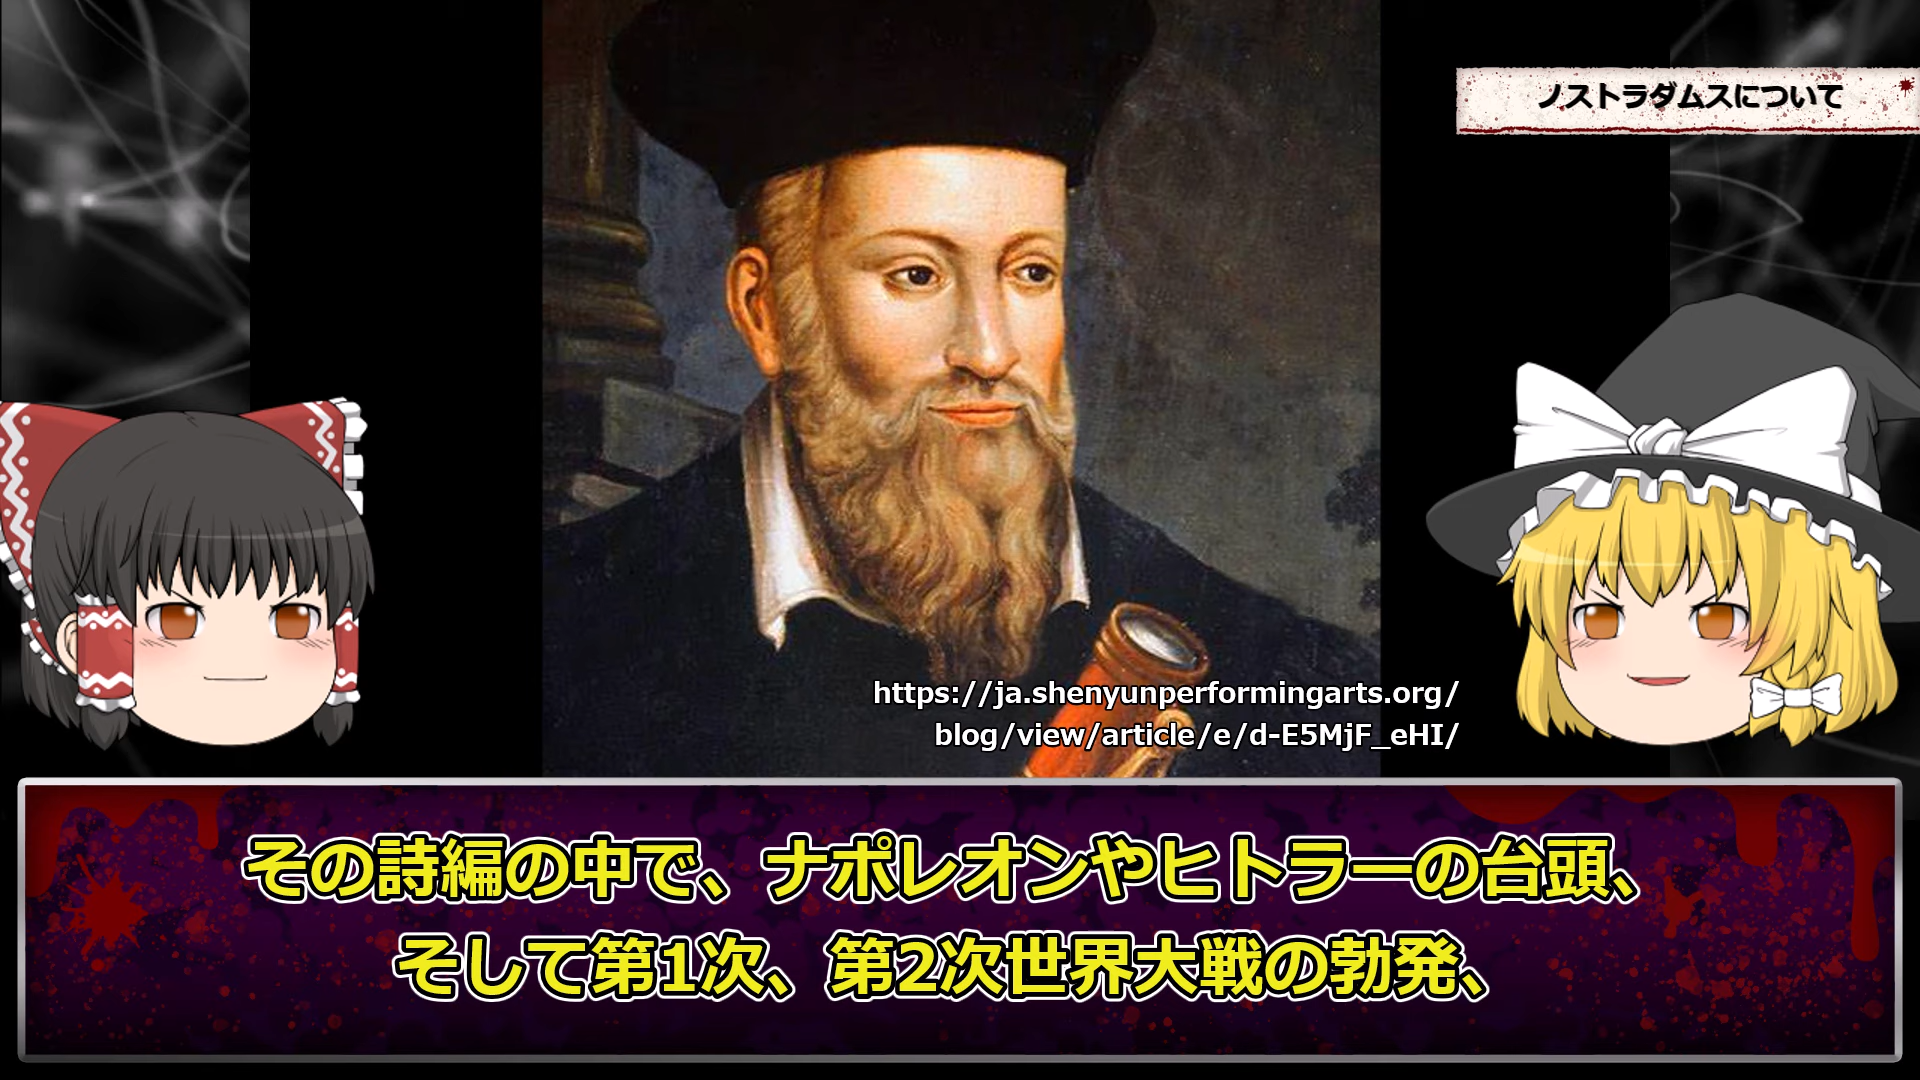 ノストラダムスについて
https://ja.shenyunperformingarts.org/
blog/view/article/e/d-E5MjF_eHI/
その詩編の中で、ナポレオンやヒトラーの台頭、
そして第1次、第2次世界大戦の勃発、